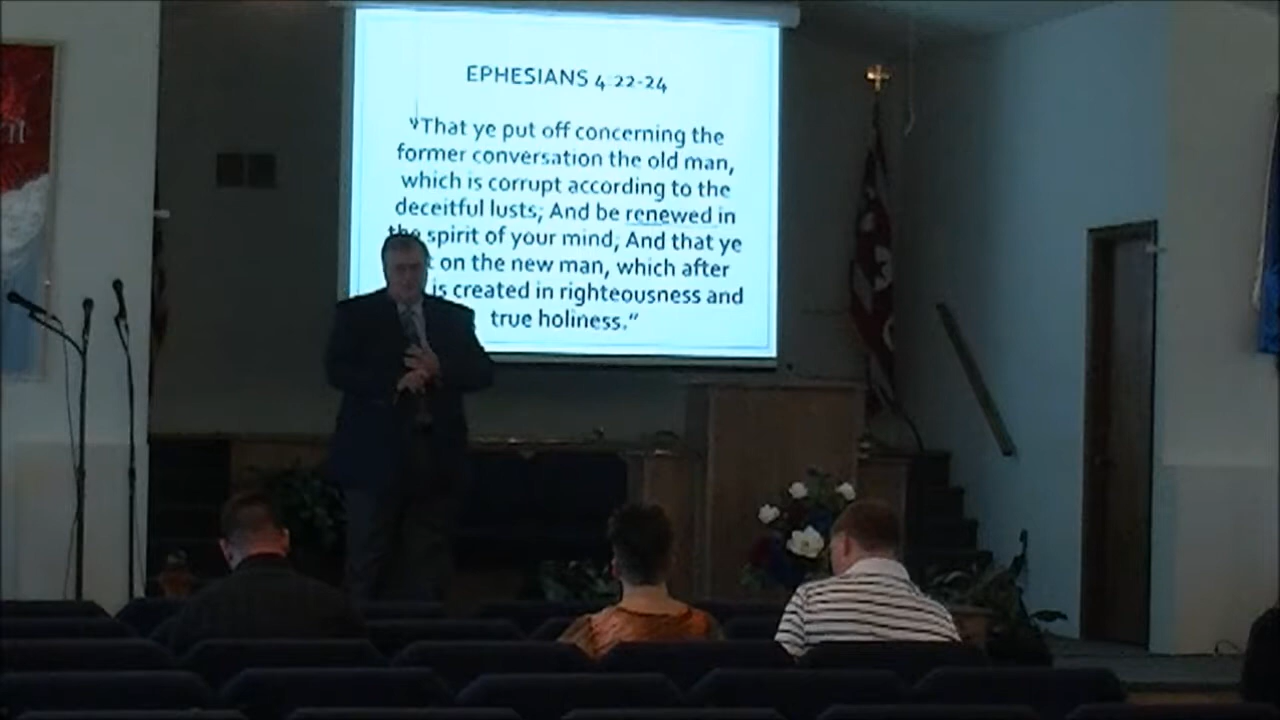 EPHESIANS 4:22-24
"That ye put off concerning the
former conversation the old man,
which is corrupt according to the
deceitful lusts; And be renewed in
the spirit of your mind; And that ye
on the new man, which after
is created in righteousness and
true holiness."